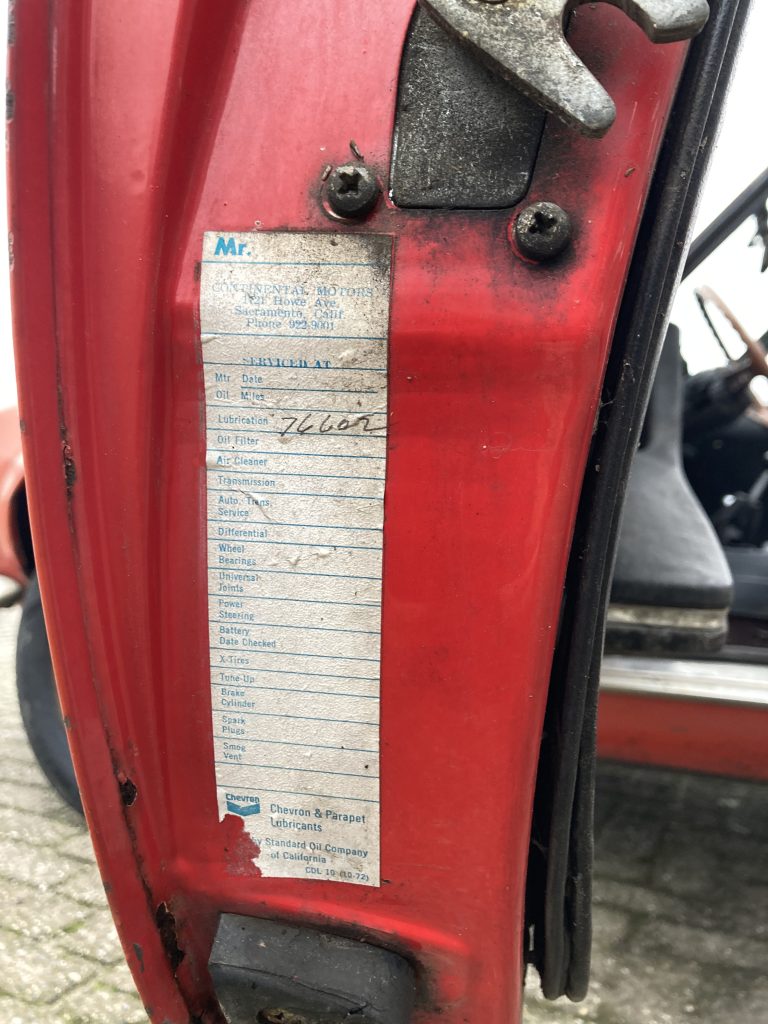 Mr.
CONTINENTAL MOTORS
1721 Howe Ave.
Sacramento, Calif.
Phone 922-9001
SERVICED AT
Mtr Date
Oil Miles
Lubrication 76602
Oil Filter
Air Cleaner
Transmission
Auto. Trans.
Service
Differential
Wheel
Bearings
Universal
Joints
Power
Steering
Battery
Date Checked
X-Tires
Tune-Up
Brake
Cylinder
Spark
Plugs
Smog
Vent
Chevron
Chevron & Parapet
Lubricants
by Standard Oil Company
of California
CDL 10 (10-72)